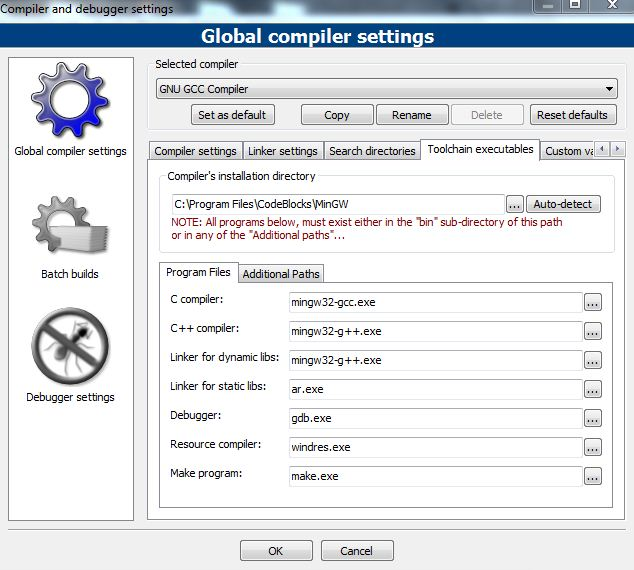 Compiler and debugger settings
Global compiler settings
Global compiler settings
Batch builds
Debugger settings
Selected compiler
GNU GCC Compiler
Set as default
Copy
Rename
Delete
Reset defaults
Compiler settings
Linker settings
Search directories
Toolchain executables
Custom va
Compiler's installation directory
C:\Program Files\CodeBlocks\MinGW
...
Auto-detect
NOTE: All programs below, must exist either in the "bin" sub-directory of this path
or in any of the "Additional paths"...
Program Files
Additional Paths
C compiler:
mingw32-gcc.exe
...
C++ compiler:
mingw32-g++.exe
...
Linker for dynamic libs:
mingw32-g++.exe
...
Linker for static libs:
ar.exe
...
Debugger:
gdb.exe
...
Resource compiler:
windres.exe
...
Make program:
make.exe
...
OK
Cancel